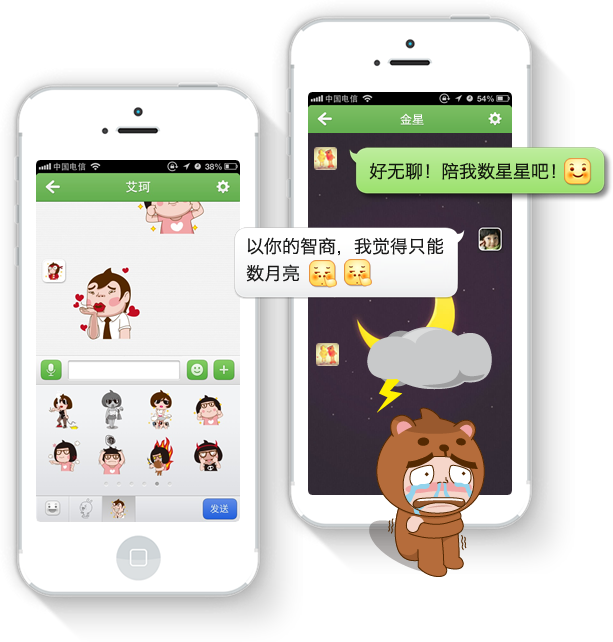 中国电信 54%
金星
好无聊！陪我数星星吧！
以你的智商，我觉得只能
数月亮
中国电信 38%
艾珂
发送